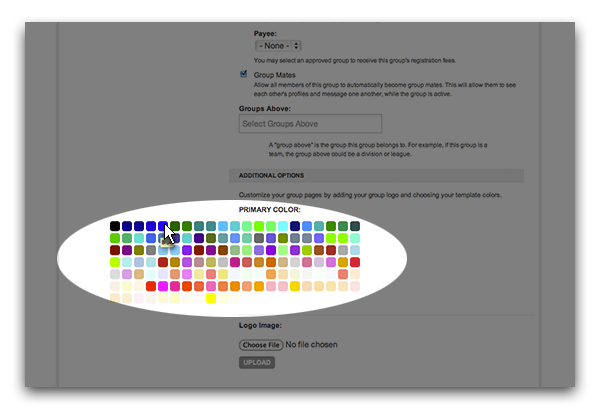 Payee:
- None -
You may select an approved group to receive this group's registration fees.
Group Mates
Allow all members of this group to automatically become group mates. This will allow them to see
each other's profiles and message one another, while the group is active.
Groups Above:
Select Groups Above
A "group above" is the group this group belongs to. For example, if this group is a
team, the group above could be a division or league.
ADDITIONAL OPTIONS
Customize your group pages by adding your group logo and choosing your template colors.
PRIMARY COLOR:
Logo Image:
Choose File No file chosen
UPLOAD